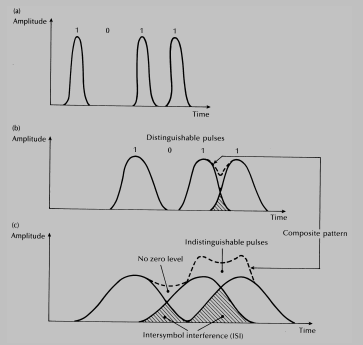 (a)
Amplitude
1 0 1 1
Time
(b)
Distinguishable pulses
Amplitude
1 0 1 1
Time
Composite pattern
(c)
Amplitude
Indistinguishable pulses
No zero level
Time
Intersymbol interference (ISI)